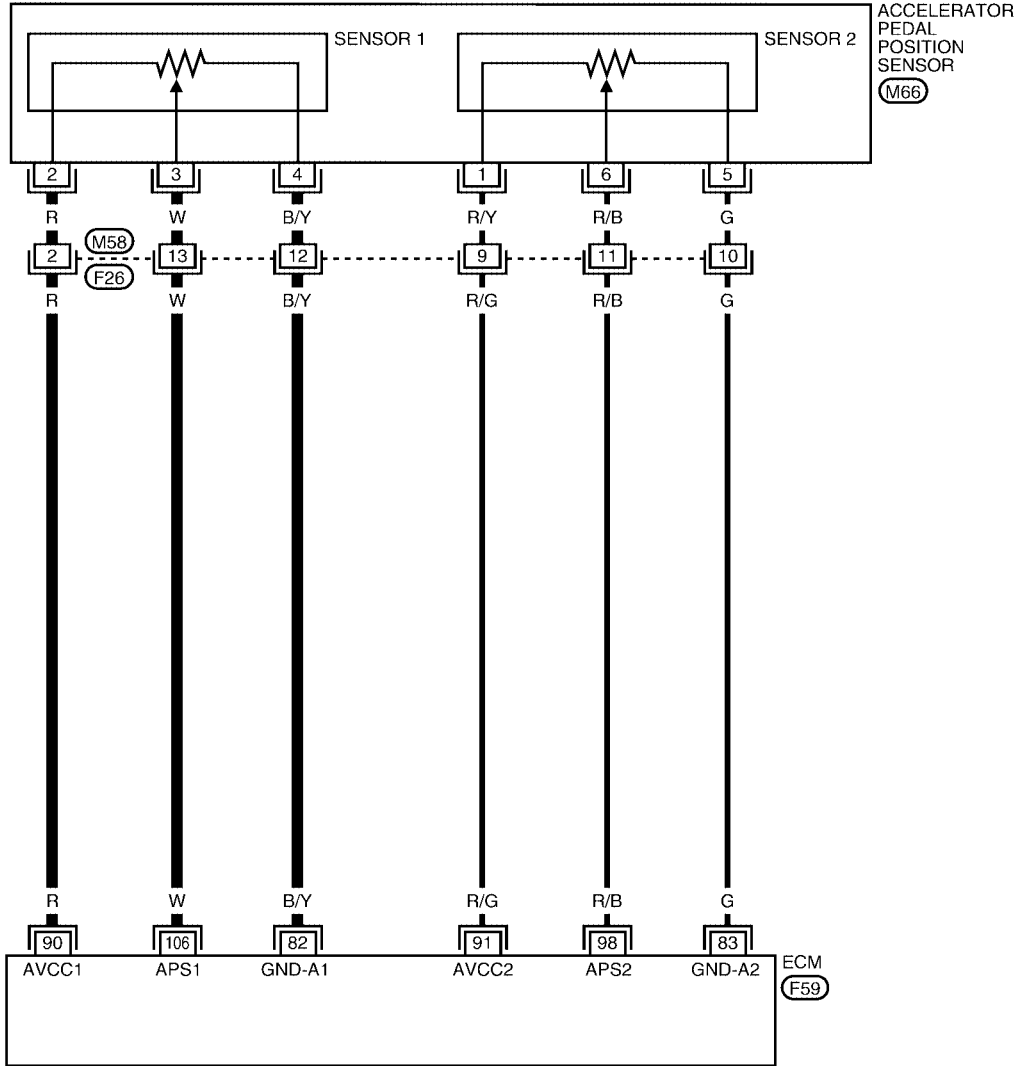 ACCELERATOR
PEDAL
POSITION
SENSOR
M66
SENSOR 1
SENSOR 2
2 3 4 1 6 5
R W B/Y R/Y R/B G
M58
2 13 12 9 11 10
F26
R W B/Y R/G R/B G
R W B/Y R/G R/B G
90 106 82 91 98 83
AVCC1 APS1 GND-A1 AVCC2 APS2 GND-A2
ECM
F59